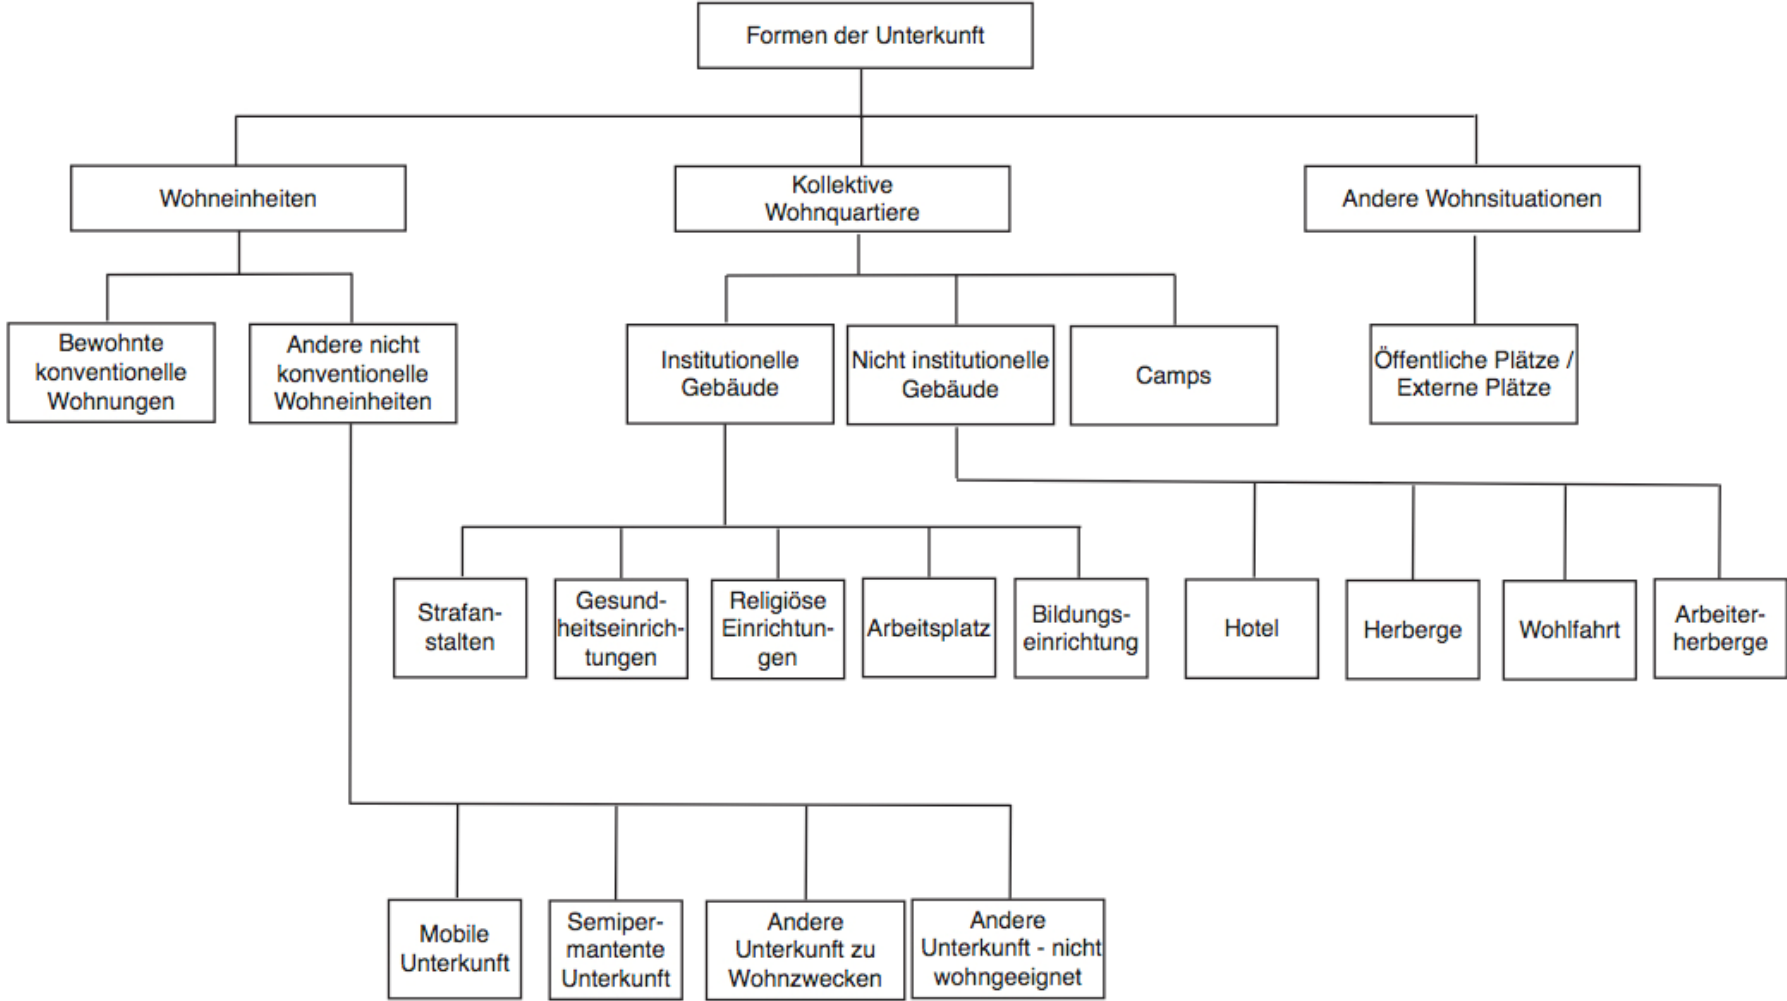 Formen der Unterkunft
Wohneinheiten
Kollektive
Wohnquartiere
Andere Wohnsituationen
Bewohnte
konventionelle
Wohnungen
Andere nicht
konventionelle
Wohneinheiten
Institutionelle
Gebäude
Nicht institutionelle
Gebäude
Camps
Öffentliche Plätze /
Externe Plätze
Strafan-
stalten
Gesund-
heitseinrich-
tungen
Religiöse
Einrichtun-
gen
Arbeitsplatz
Bildungs-
einrichtung
Hotel
Herberge
Wohlfahrt
Arbeiter-
herberge
Mobile
Unterkunft
Semiper-
mantente
Unterkunft
Andere
Unterkunft zu
Wohnzwecken
Andere
Unterkunft - nicht
wohngeeignet